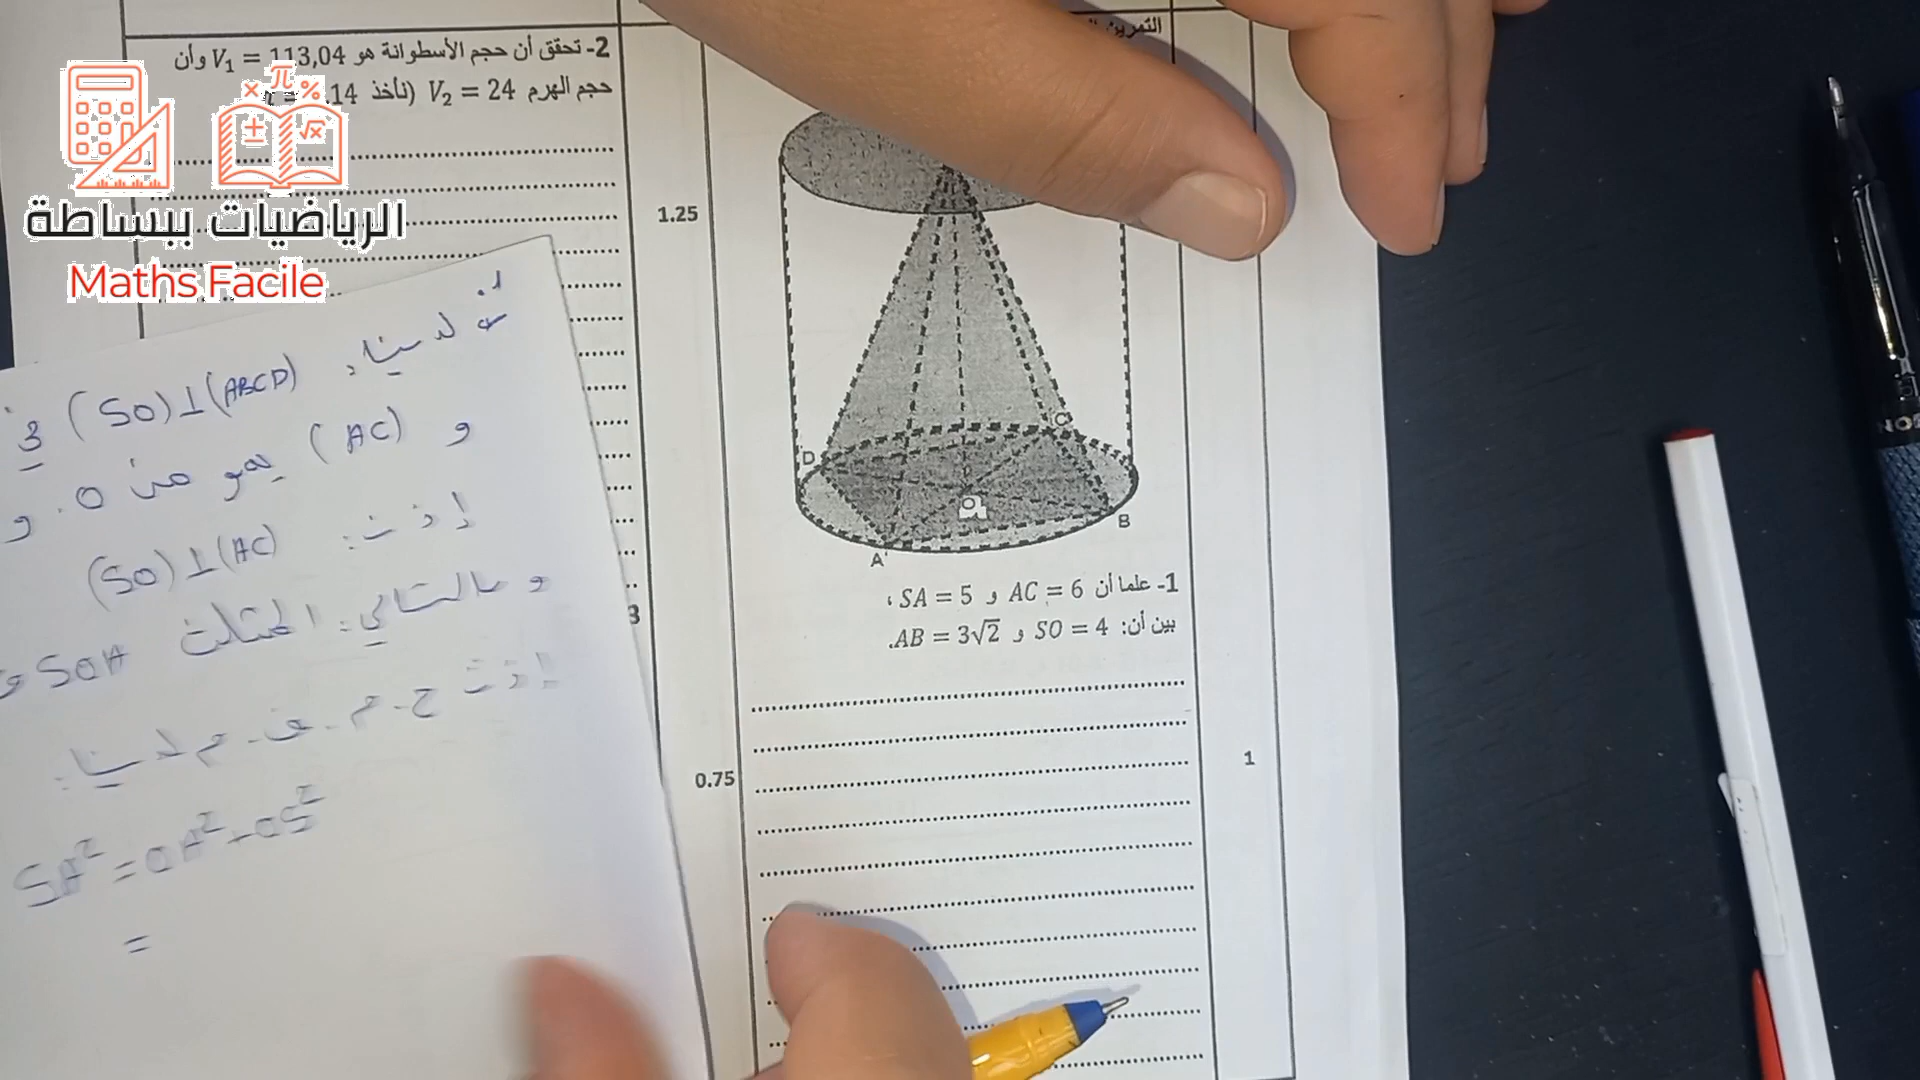 التمرين
2- تحقق أن حجم الأسطوانة هو V₁ = 113,04 وأن
حجم الهرم V₂ = 24 (نأخذ .14
× π %
± √x
الرياضيات ببساطة
Maths Facile
1.25
D
C
O
B
A
1- علما أن AC = 6 و SA = 5 ،
بين أن: SO = 4 و AB = 3√2.
0.75
1
3
1.
لدينا: (SO)⊥(ABCD) في
و (AC) يمر من O. و
إذن: (SO)⊥(AC)
و بالتالي: المثلث SOA
إذن ح. م. ف. م لدينا:
SA² = OA² + OS²
=